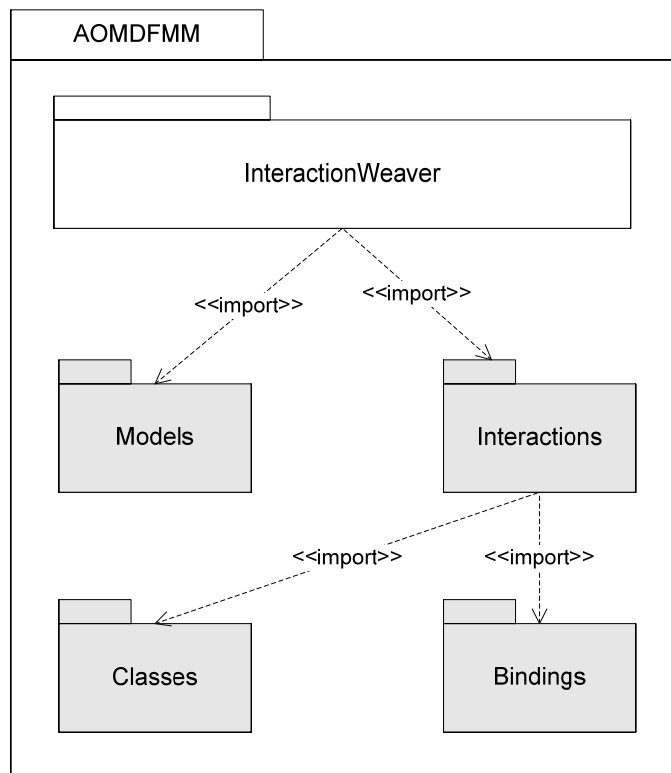 AOMDFMM
InteractionWeaver
<<import>>
<<import>>
Models
Interactions
<<import>>
<<import>>
Classes
Bindings